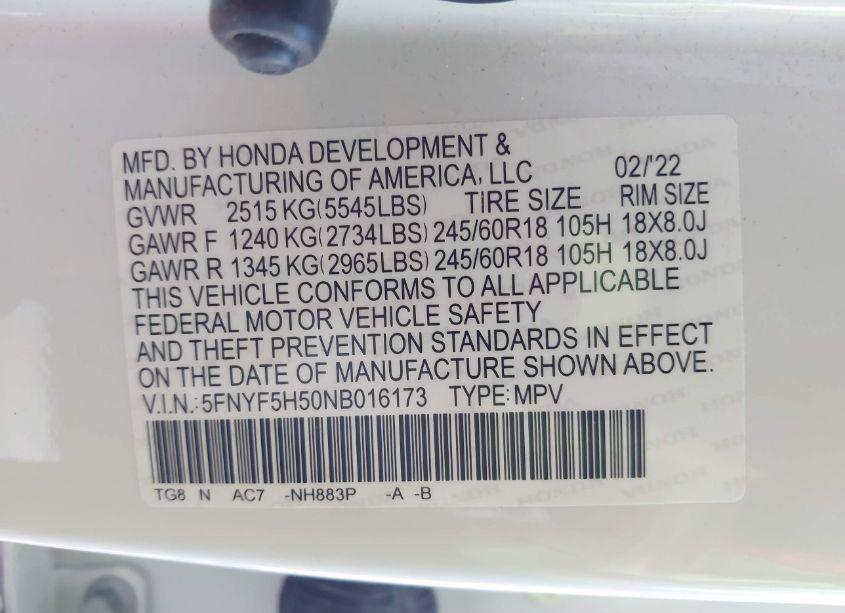 MFD. BY HONDA DEVELOPMENT &
MANUFACTURING OF AMERICA, LLC 02/'22
GVWR 2515 KG(5545LBS) TIRE SIZE RIM SIZE
GAWR F 1240 KG(2734LBS) 245/60R18 105H 18X8.0J
GAWR R 1345 KG(2965LBS) 245/60R18 105H 18X8.0J
THIS VEHICLE CONFORMS TO ALL APPLICABLE
FEDERAL MOTOR VEHICLE SAFETY
AND THEFT PREVENTION STANDARDS IN EFFECT
ON THE DATE OF MANUFACTURE SHOWN ABOVE.
V.I.N.: 5FNYF5H50NB016173 TYPE: MPV
TG8 N AC7 -NH883P -A -B